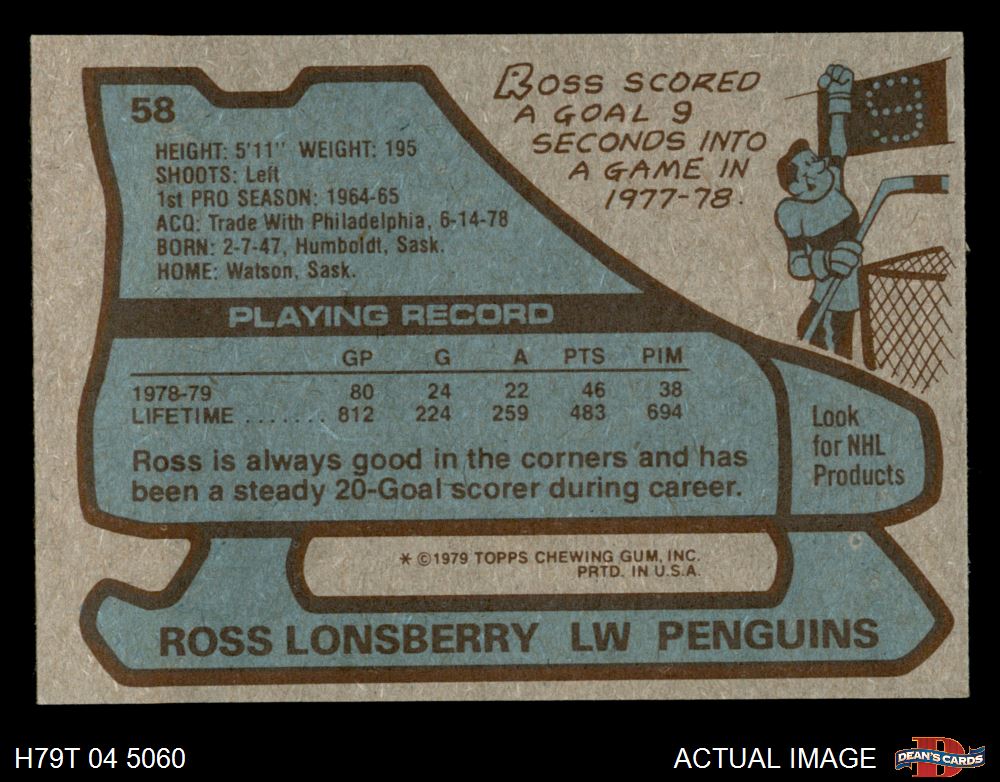 58
HEIGHT: 5'11" WEIGHT: 195
SHOOTS: Left
1st PRO SEASON: 1964-65
ACQ: Trade With Philadelphia, 6-14-78
BORN: 2-7-47, Humboldt, Sask.
HOME: Watson, Sask.
ROSS SCORED
A GOAL 9
SECONDS INTO
A GAME IN
1977-78.
9
PLAYING RECORD
GP G A PTS PIM
1978-79 80 24 22 46 38
LIFETIME ....... 812 224 259 483 694
Ross is always good in the corners and has
been a steady 20-Goal scorer during career.
Look
for NHL
Products
* ©1979 TOPPS CHEWING GUM, INC.
PRTD. IN U.S.A.
ROSS LONSBERRY LW PENGUINS
H79T 04 5060
ACTUAL IMAGE
D
DEAN'S CARDS